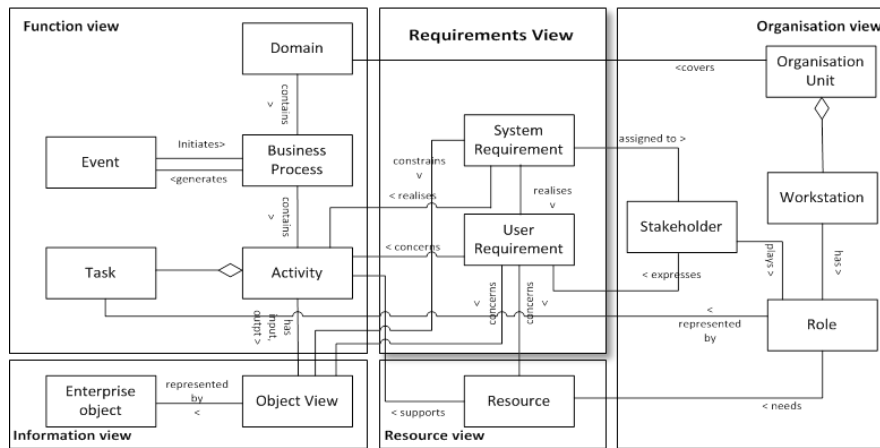 Function view
Requirements View
Organisation view
Domain
<covers
Organisation
Unit
contains
v
Initiates>
Event
<generates
Business
Process
System
Requirement
assigned to >
constrains
v
< realises
realises
v
Workstation
contains
v
Stakeholder
User
Requirement
< concerns
plays >
has >
Task
Activity
< expresses
has
input,
outpt >
concerns
v
concerns
v
<
represented
by
Role
Enterprise
object
represented
by
<
Object View
< supports
Resource
< needs
Information view
Resource view